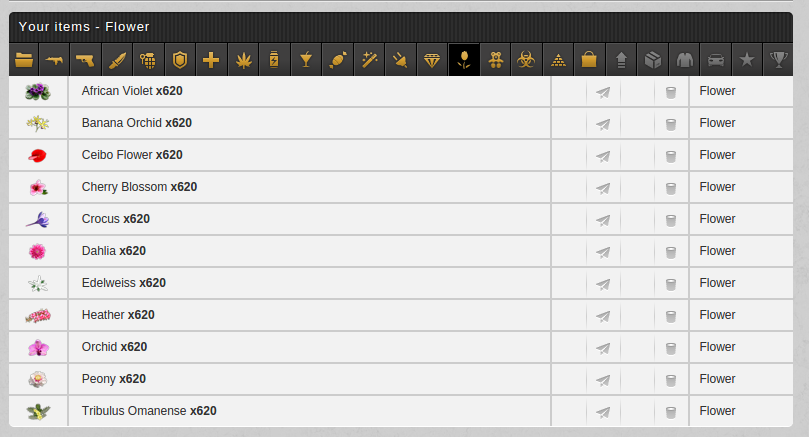 Your items - Flower
African Violet x620 Flower
Banana Orchid x620 Flower
Ceibo Flower x620 Flower
Cherry Blossom x620 Flower
Crocus x620 Flower
Dahlia x620 Flower
Edelweiss x620 Flower
Heather x620 Flower
Orchid x620 Flower
Peony x620 Flower
Tribulus Omanense x620 Flower